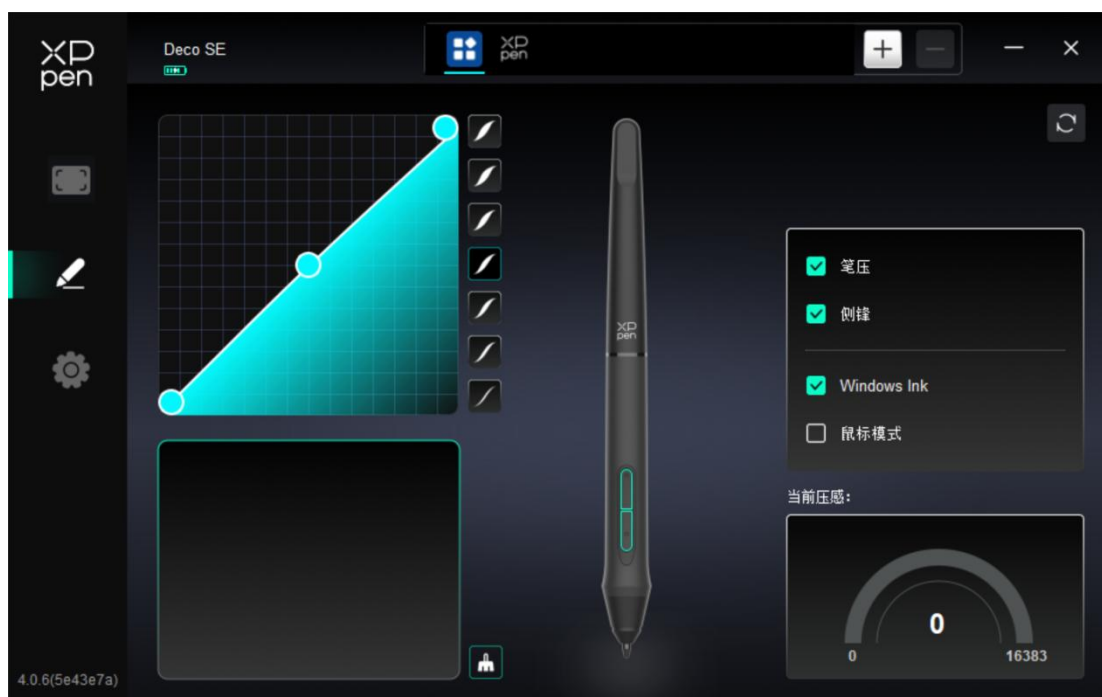 XP
pen
Deco SE
XP
pen
XP
pen
笔压
侧锋
Windows Ink
鼠标模式
当前压感：
0
0
16383
4.0.6(5e43e7a)